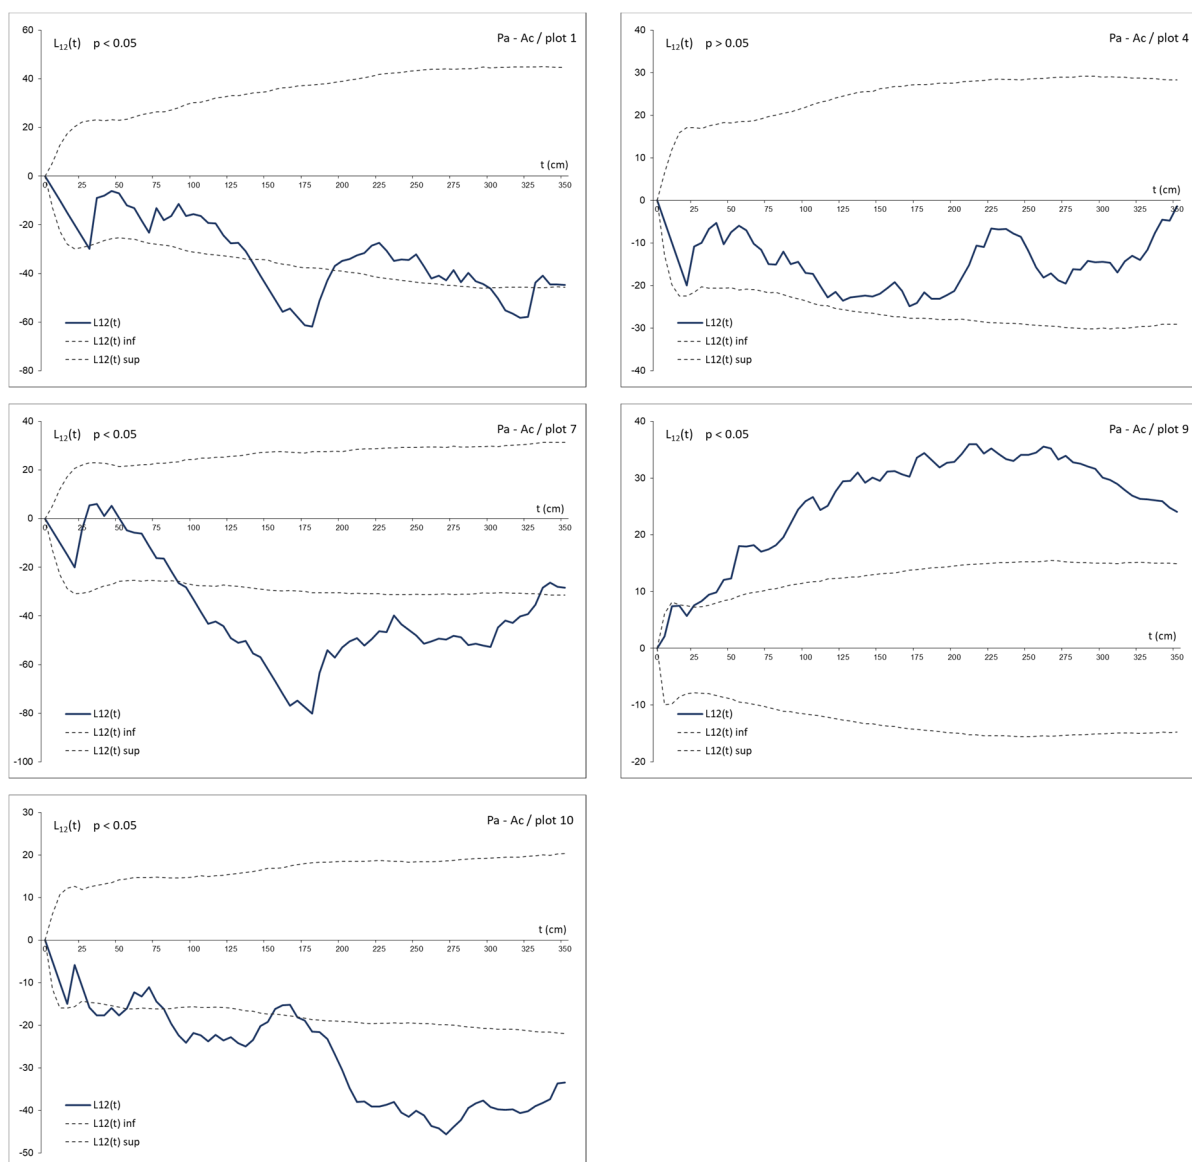 L12(t) p < 0.05
Pa - Ac / plot 1
60
40
20
0
-20
-40
-60
-80
t (cm)
0 25 50 75 100 125 150 175 200 225 250 275 300 325 350
L12(t)
L12(t) inf
L12(t) sup
L12(t) p > 0.05
Pa - Ac / plot 4
40
30
20
10
0
-10
-20
-30
-40
t (cm)
0 25 50 75 100 125 150 175 200 225 250 275 300 325 350
L12(t)
L12(t) inf
L12(t) sup
L12(t) p < 0.05
Pa - Ac / plot 7
40
20
0
-20
-40
-60
-80
-100
t (cm)
0 25 50 75 100 125 150 175 200 225 250 275 300 325 350
L12(t)
L12(t) inf
L12(t) sup
L12(t) p < 0.05
Pa - Ac / plot 9
40
30
20
10
0
-10
-20
t (cm)
0 25 50 75 100 125 150 175 200 225 250 275 300 325 350
L12(t)
L12(t) inf
L12(t) sup
L12(t) p < 0.05
Pa - Ac / plot 10
30
20
10
0
-10
-20
-30
-40
-50
t (cm)
0 25 50 75 100 125 150 175 200 225 250 275 300 325 350
L12(t)
L12(t) inf
L12(t) sup